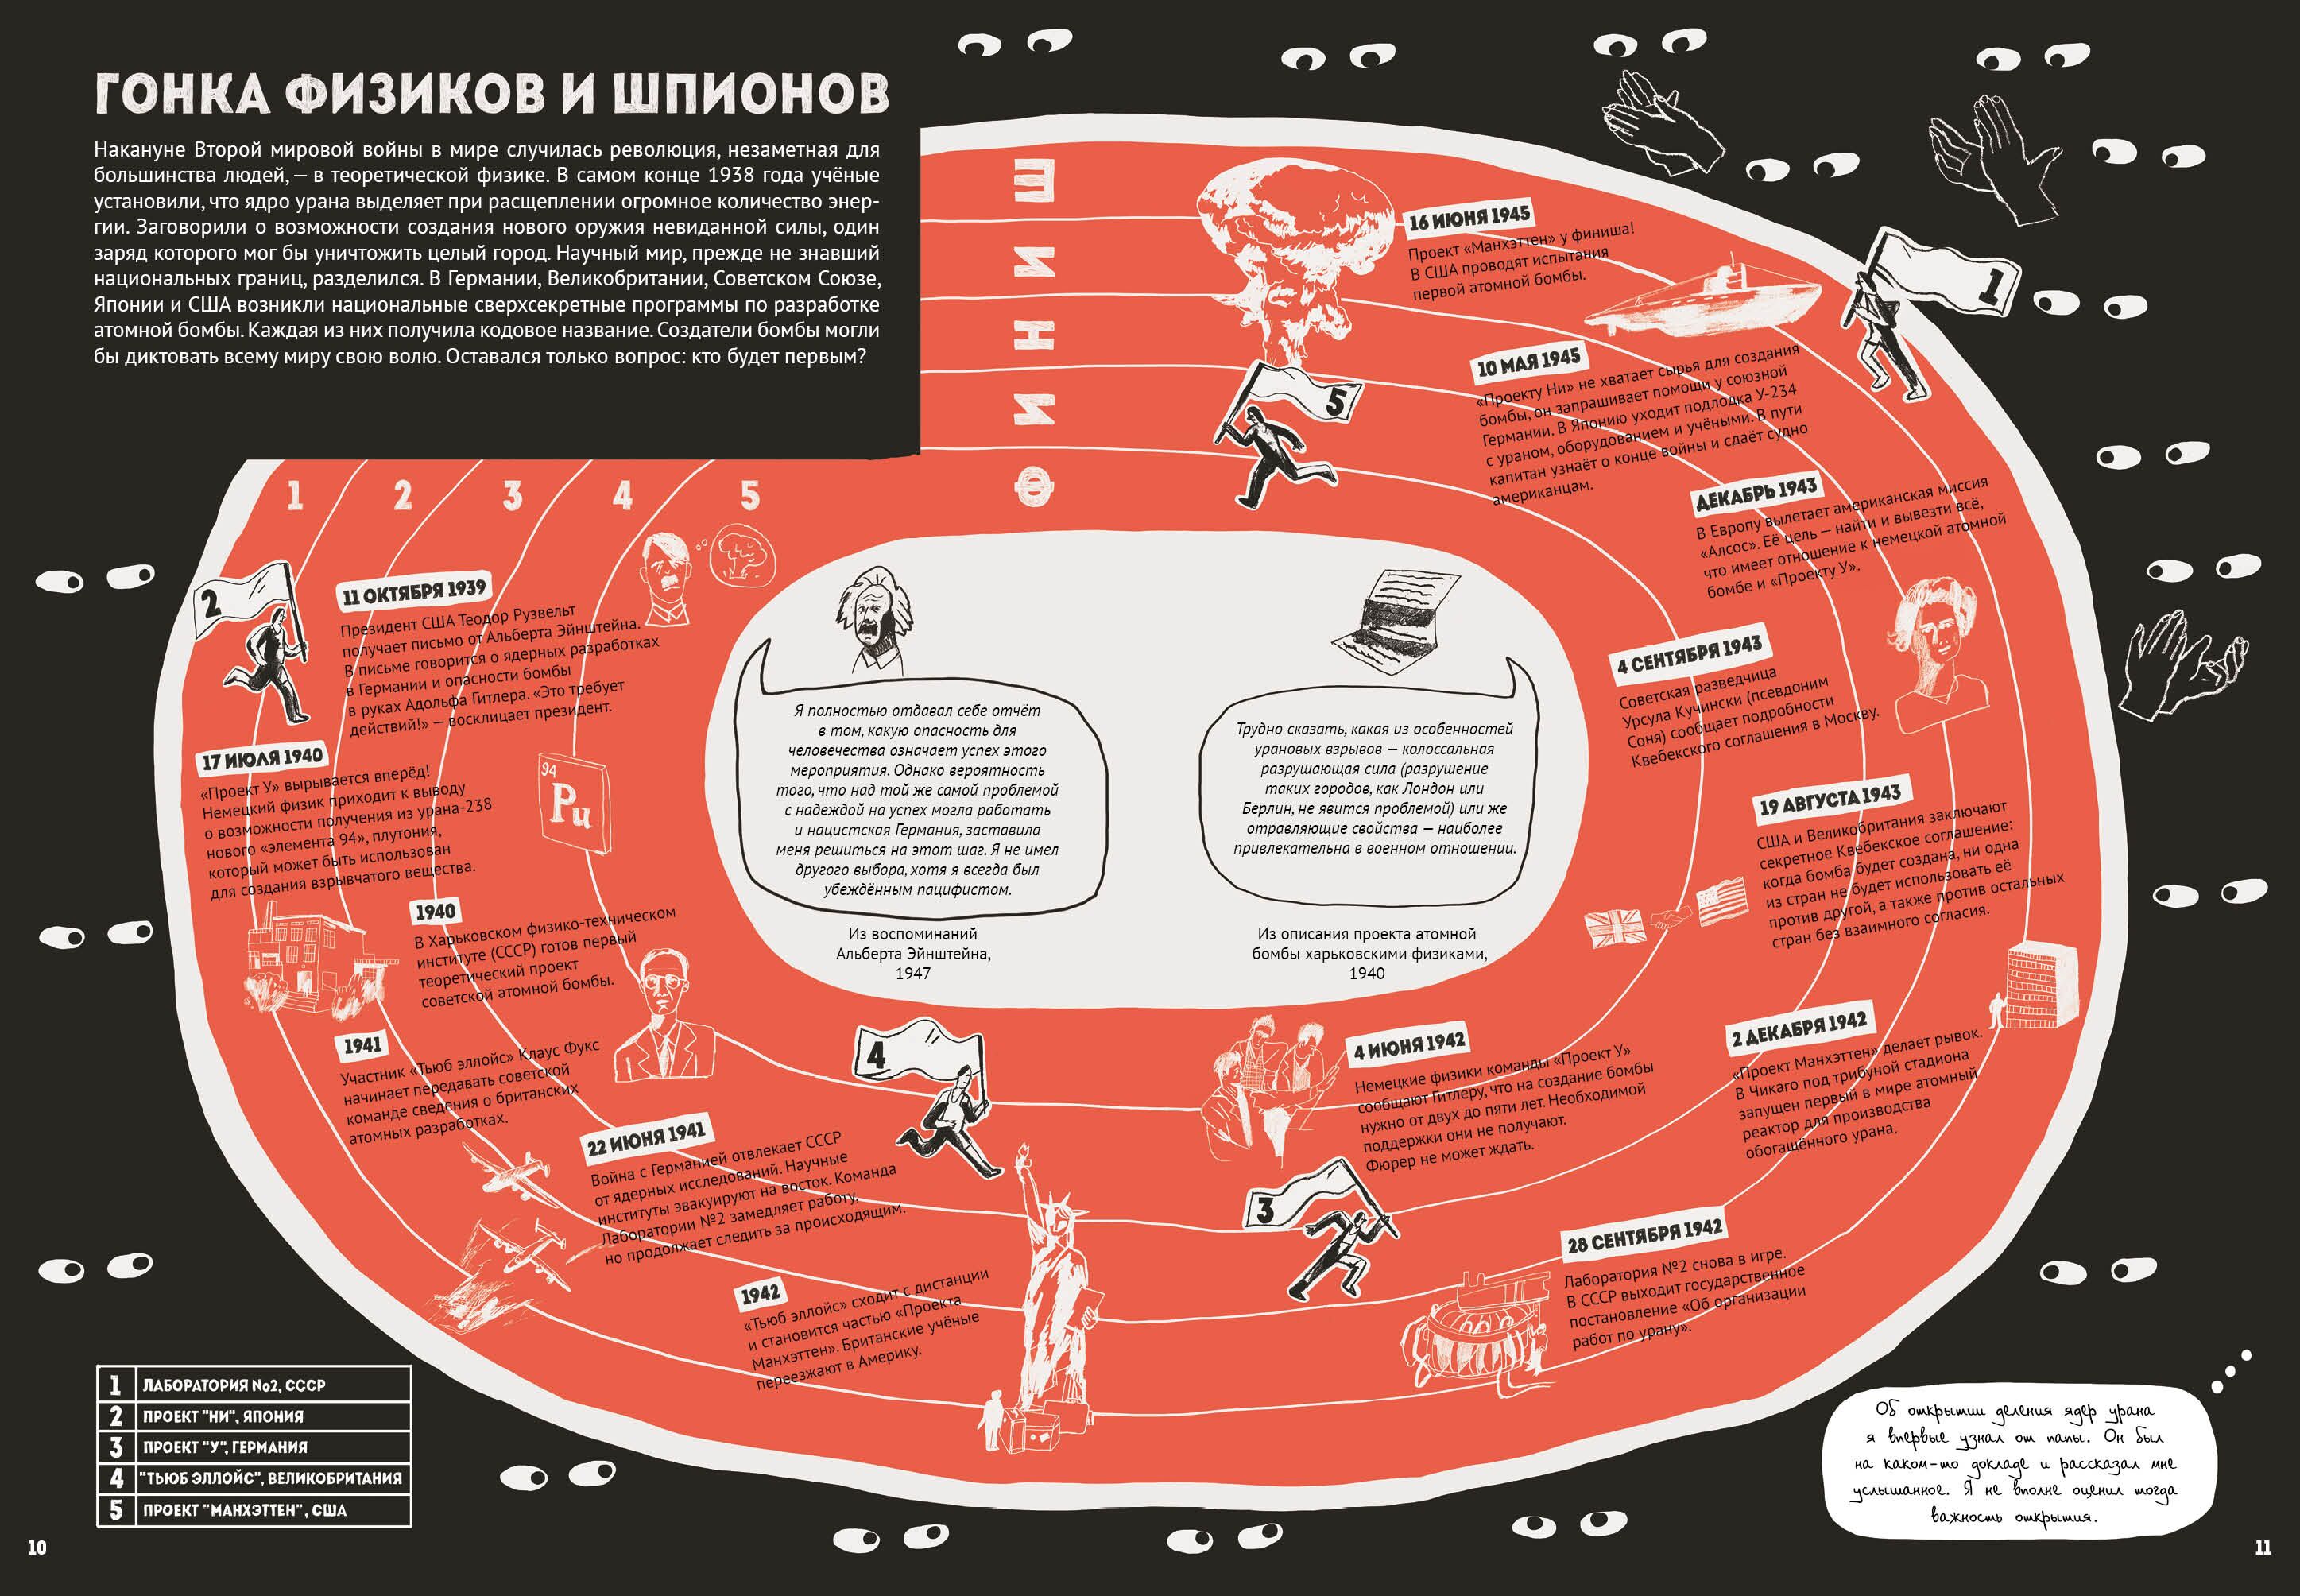 ГОНКА ФИЗИКОВ И ШПИОНОВ
Накануне Второй мировой войны в мире случилась революция, незаметная для
большинства людей, — в теоретической физике. В самом конце 1938 года учёные
установили, что ядро урана выделяет при расщеплении огромное количество энер-
гии. Заговорили о возможности создания нового оружия невиданной силы, один
заряд которого мог бы уничтожить целый город. Научный мир, прежде не знавший
национальных границ, разделился. В Германии, Великобритании, Советском Союзе,
Японии и США возникли национальные сверхсекретные программы по разработке
атомной бомбы. Каждая из них получила кодовое название. Создатели бомбы могли
бы диктовать всему миру свою волю. Оставался только вопрос: кто будет первым?
1 2 3 4 5
2
11 ОКТЯБРЯ 1939
Президент США Теодор Рузвельт
получает письмо от Альберта Эйнштейна.
В письме говорится о ядерных разработках
в Германии и опасности бомбы
в руках Адольфа Гитлера. «Это требует
действий!» — восклицает президент.
17 ИЮЛЯ 1940
«Проект У» вырывается вперёд!
Немецкий физик приходит к выводу
о возможности получения из урана-238
нового «элемента 94», плутония,
который может быть использован
для создания взрывчатого вещества.
94
Pu
1940
В Харьковском физико-техническом
институте (СССР) готов первый
теоретический проект
советской атомной бомбы.
1941
Участник «Тьюб эллойс» Клаус Фукс
начинает передавать советской
команде сведения о британских
атомных разработках.
22 ИЮНЯ 1941
Война с Германией отвлекает СССР
от ядерных исследований. Научные
институты эвакуируют на восток. Команда
Лаборатории №2 замедляет работу,
но продолжает следить за происходящим.
4
1942
«Тьюб эллойс» сходит с дистанции
и становится частью «Проекта
Манхэттен». Британские учёные
переезжают в Америку.
4 ИЮНЯ 1942
Немецкие физики команды «Проект У»
сообщают Гитлеру, что на создание бомбы
нужно от двух до пяти лет. Необходимой
поддержки они не получают.
Фюрер не может ждать.
3
28 СЕНТЯБРЯ 1942
Лаборатория №2 снова в игре.
В СССР выходит государственное
постановление «Об организации
работ по урану».
2 ДЕКАБРЯ 1942
«Проект Манхэттен» делает рывок.
В Чикаго под трибуной стадиона
запущен первый в мире атомный
реактор для производства
обогащённого урана.
19 АВГУСТА 1943
США и Великобритания заключают
секретное Квебекское соглашение:
когда бомба будет создана, ни одна
из стран не будет использовать её
против другой, а также против остальных
стран без взаимного согласия.
4 СЕНТЯБРЯ 1943
Советская разведчица
Урсула Кучински (псевдоним
Соня) сообщает подробности
Квебекского соглашения в Москву.
ДЕКАБРЬ 1943
В Европу вылетает американская миссия
«Алсос». Её цель — найти и вывезти всё,
что имеет отношение к немецкой атомной
бомбе и «Проекту У».
10 МАЯ 1945
«Проекту Ни» не хватает сырья для создания
бомбы, он запрашивает помощи у союзной
Германии. В Японию уходит подлодка У-234
с ураном, оборудованием и учёными. В пути
капитан узнаёт о конце войны и сдаёт судно
американцам.
1
16 ИЮНЯ 1945
Проект «Манхэттен» у финиша!
В США проводят испытания
первой атомной бомбы.
5
ФИНИШ
Я полностью отдавал себе отчёт
в том, какую опасность для
человечества означает успех этого
мероприятия. Однако вероятность
того, что над той же самой проблемой
с надеждой на успех могла работать
и нацистская Германия, заставила
меня решиться на этот шаг. Я не имел
другого выбора, хотя я всегда был
убеждённым пацифистом.
Из воспоминаний
Альберта Эйнштейна,
1947
Трудно сказать, какая из особенностей
урановых взрывов — колоссальная
разрушающая сила (разрушение
таких городов, как Лондон или
Берлин, не явится проблемой) или же
отравляющие свойства — наиболее
привлекательна в военном отношении.
Из описания проекта атомной
бомбы харьковскими физиками,
1940
1 ЛАБОРАТОРИЯ №2, СССР
2 ПРОЕКТ "НИ", ЯПОНИЯ
3 ПРОЕКТ "У", ГЕРМАНИЯ
4 "ТЬЮБ ЭЛЛОЙС", ВЕЛИКОБРИТАНИЯ
5 ПРОЕКТ "МАНХЭТТЕН", США
Об открытии деления ядер урана
я впервые узнал от папы. Он был
на каком-то докладе и рассказал мне
услышанное. Я не вполне оценил тогда
важность открытия.
10
11